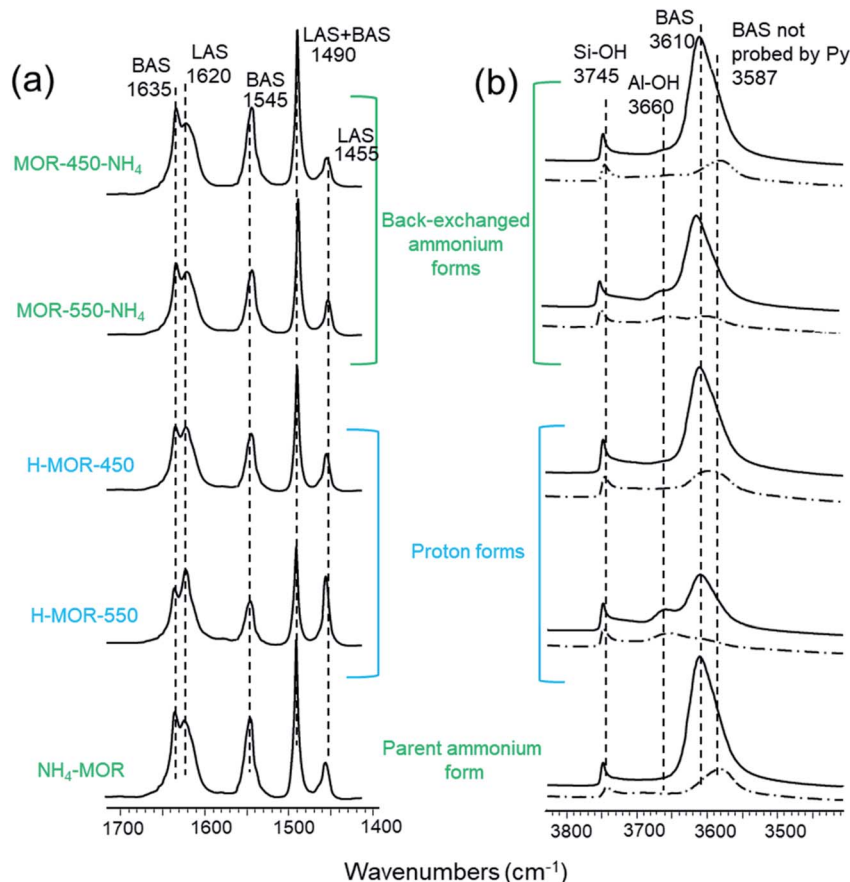 (a)
BAS
1635
LAS
1620
BAS
1545
LAS+BAS
1490
LAS
1455
(b)
Si-OH
3745
Al-OH
3660
BAS
3610
BAS not
probed by Py
3587
MOR-450-NH₄
MOR-550-NH₄
Back-exchanged
ammonium
forms
H-MOR-450
H-MOR-550
Proton forms
NH₄-MOR
Parent ammonium
form
1700 1600 1500 1400
3800 3700 3600 3500
Wavenumbers (cm⁻¹)